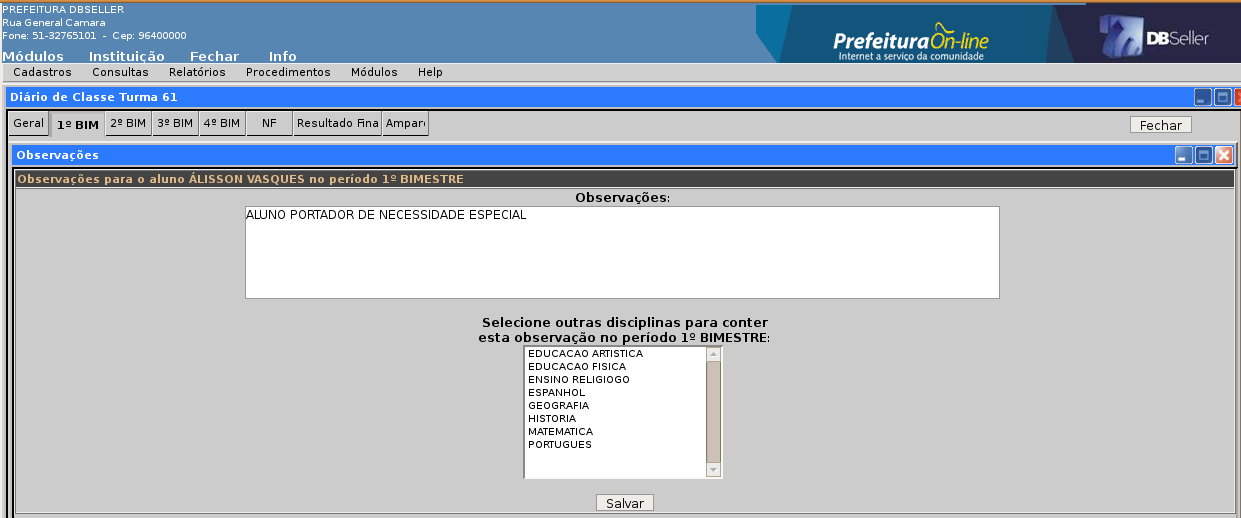 PREFEITURA DBSELLER
Rua General Camara
Fone: 51-32765101 - Cep: 96400000
Prefeitura On-line
Internet a serviço da comunidade
DBSeller
Módulos Instituição Fechar Info
Cadastros Consultas Relatórios Procedimentos Módulos Help
Diário de Classe Turma 61
Geral 1º BIM 2º BIM 3º BIM 4º BIM NF Resultado Fina Ampar
Fechar
Observações
Observações para o aluno ÁLISSON VASQUES no período 1º BIMESTRE
Observações:
ALUNO PORTADOR DE NECESSIDADE ESPECIAL
Selecione outras disciplinas para conter
esta observação no período 1º BIMESTRE:
EDUCACAO ARTISTICA
EDUCACAO FISICA
ENSINO RELIGIOGO
ESPANHOL
GEOGRAFIA
HISTORIA
MATEMATICA
PORTUGUES
Salvar